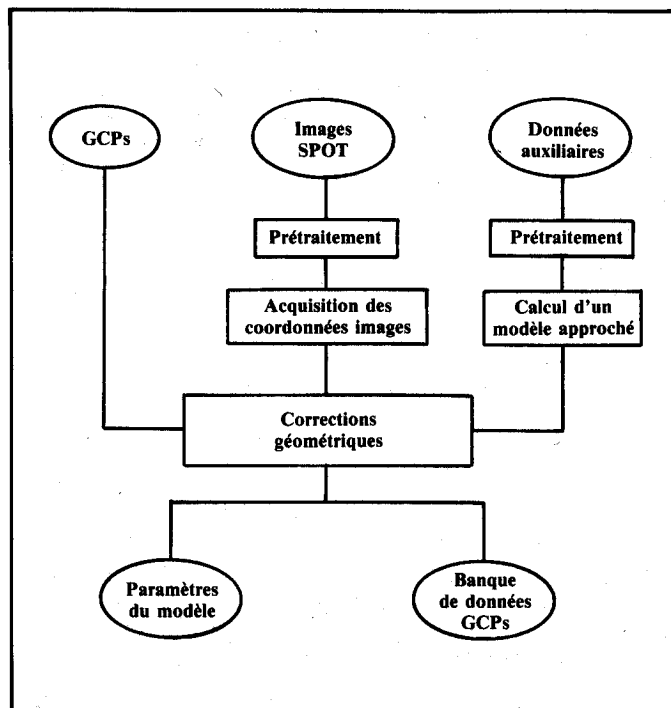 GCPs
Images
SPOT
Données
auxiliaires
Prétraitement
Prétraitement
Acquisition des
coordonnées images
Calcul d'un
modèle approché
Corrections
géométriques
Paramètres
du modèle
Banque
de données
GCPs